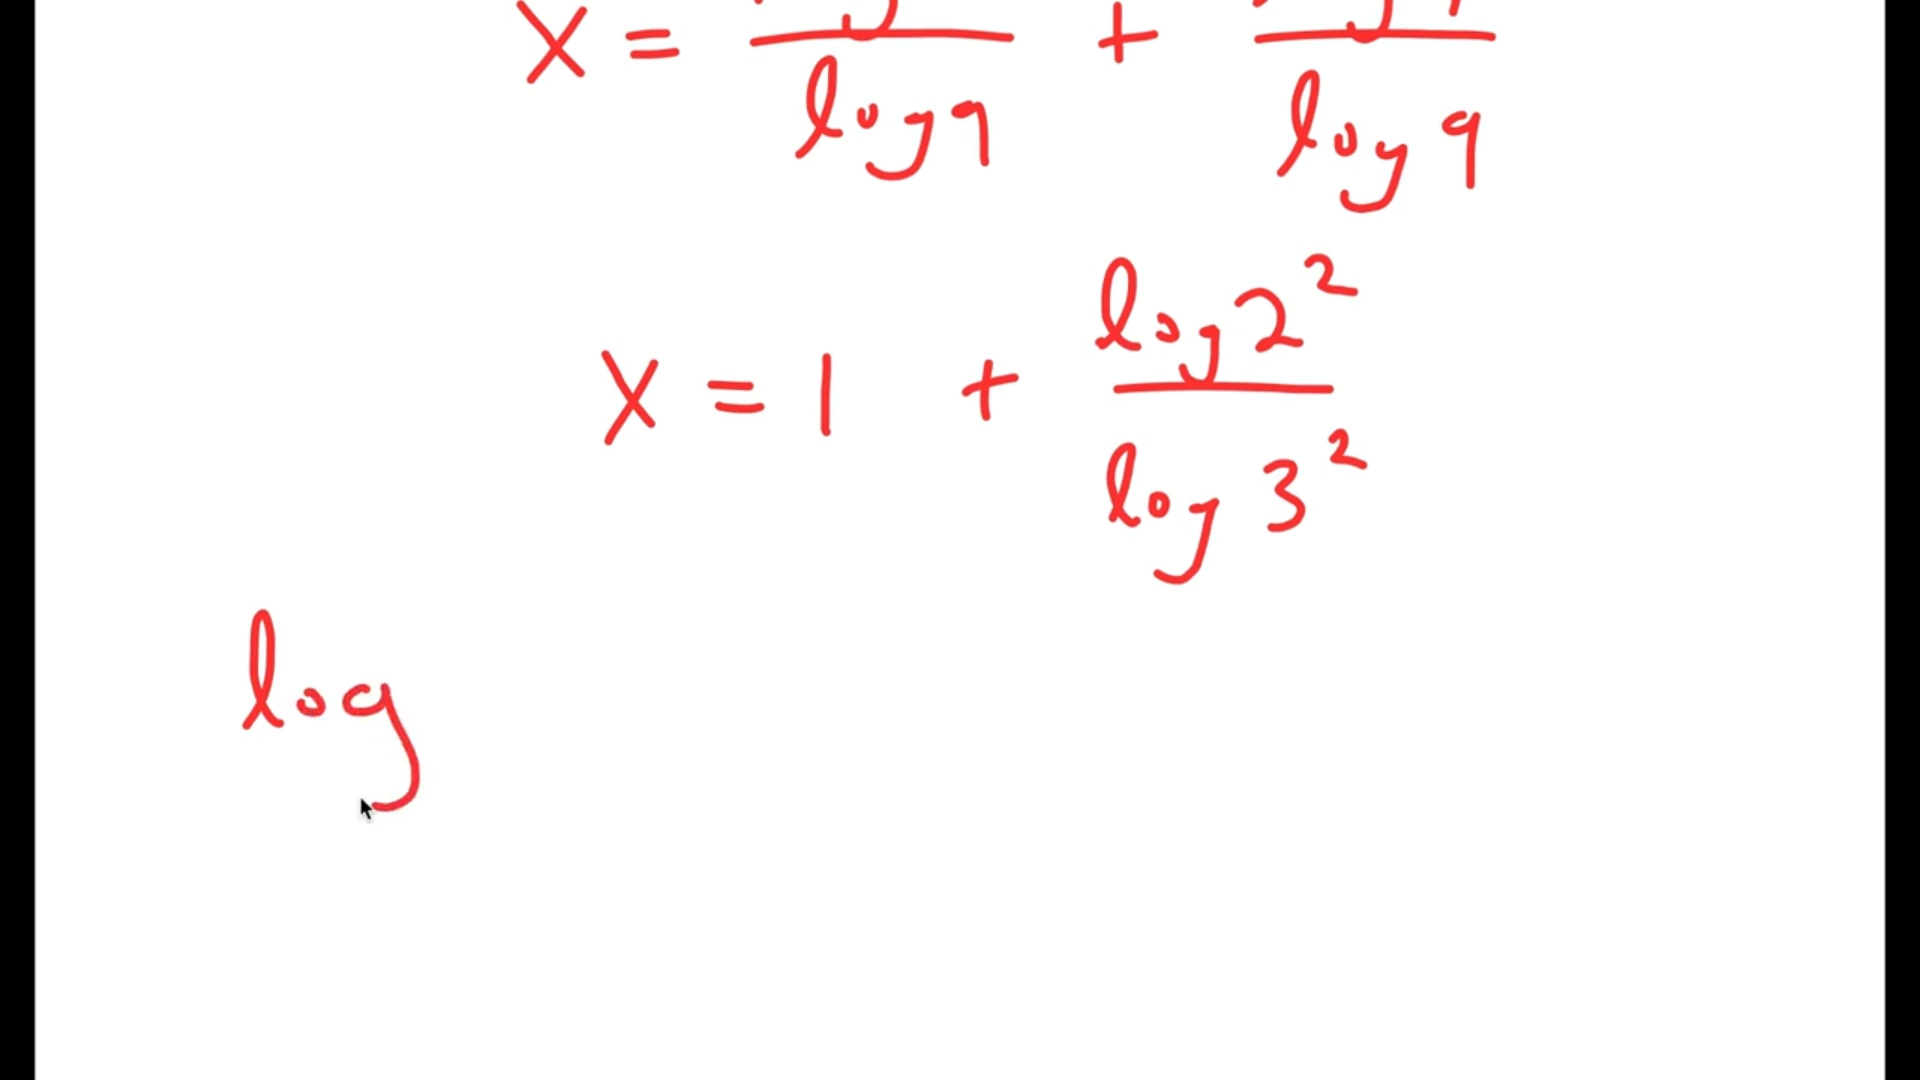 x = log 9 + log 4
log 9 log 9
x = 1 + log 2²
log 3²
log